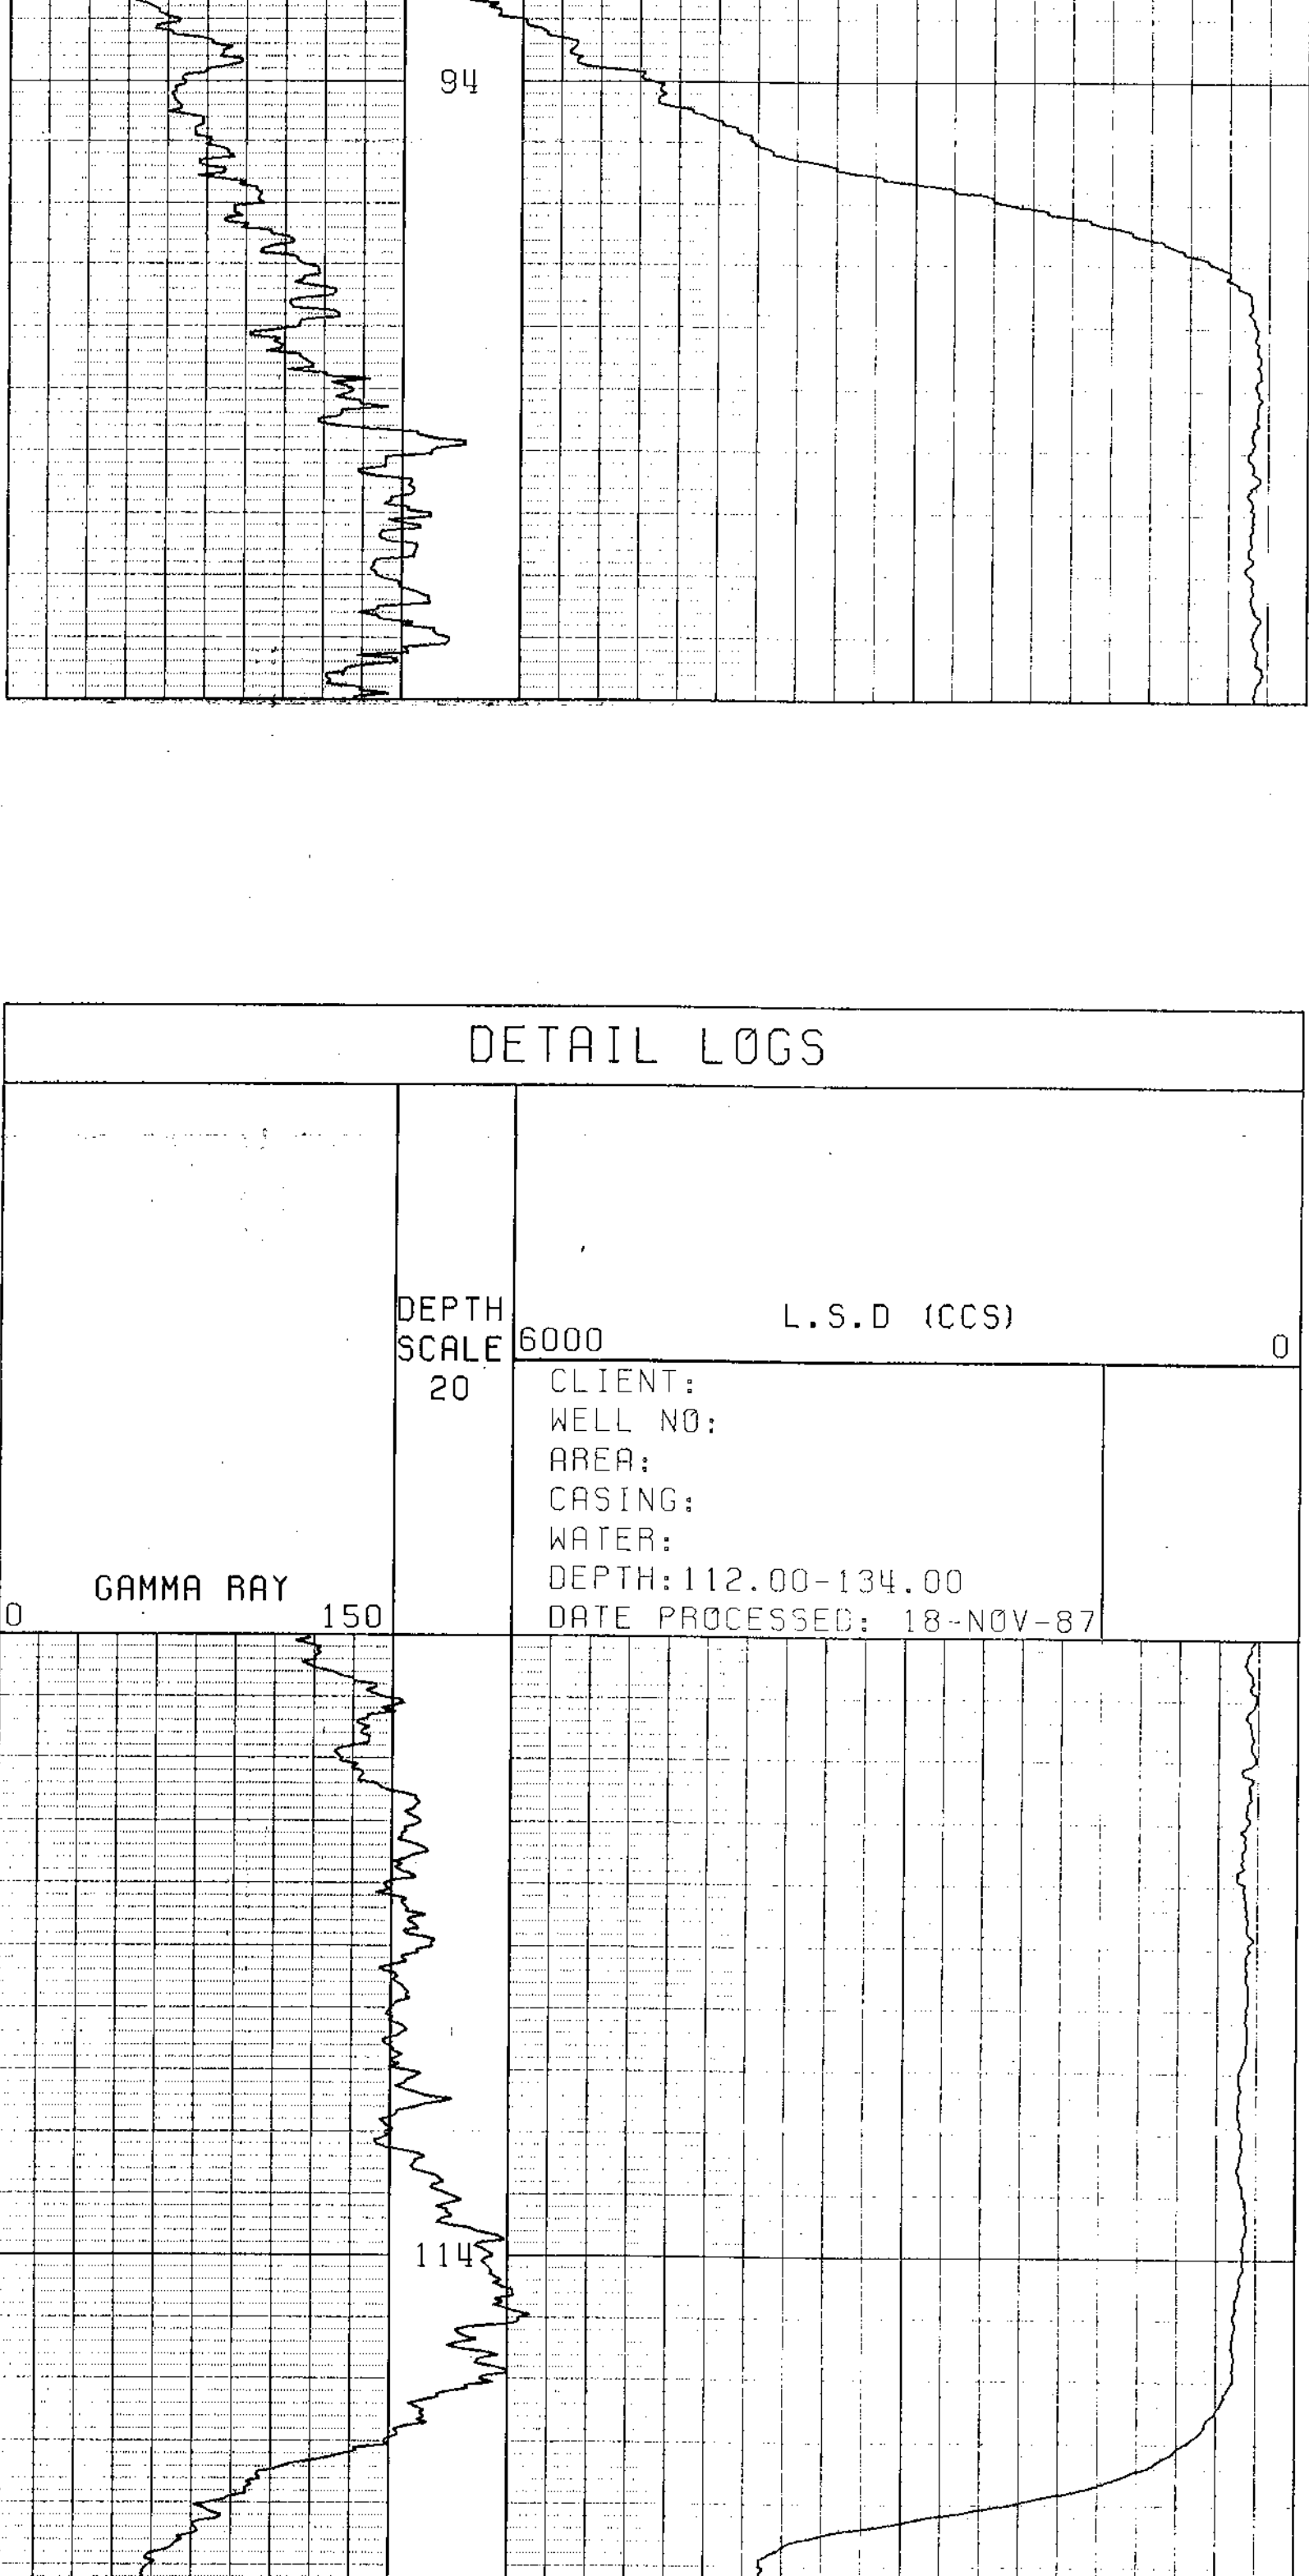 94
DETAIL LOGS
DEPTH
SCALE
20
L.S.D (CCS)
6000
0
CLIENT:
WELL NO:
AREA:
CASING:
WATER:
DEPTH:112.00-134.00
DATE PROCESSED: 18-NOV-87
GAMMA RAY
0
150
114